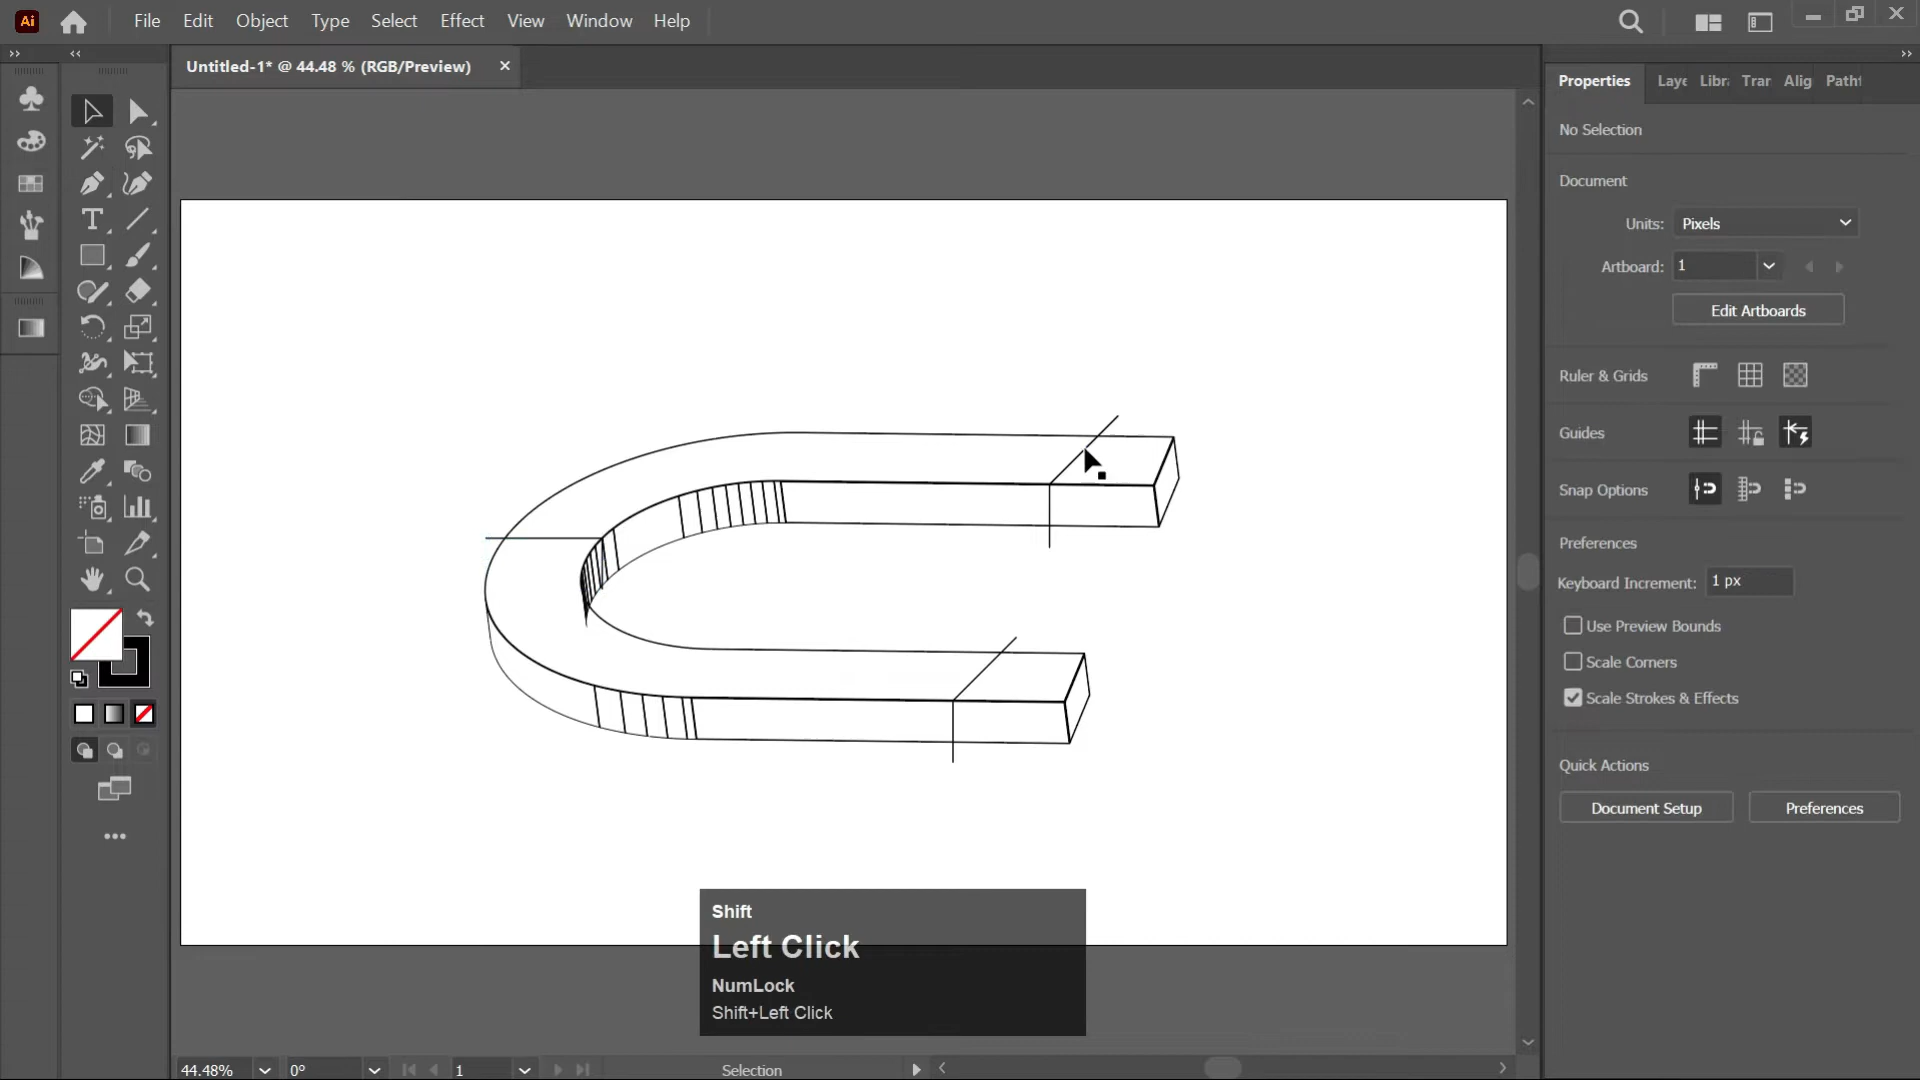 Ai File Edit Object Type Select Effect View Window Help
Untitled-1* @ 44.48 % (RGB/Preview)
Properties Laye Libra Tran Alig Pathf
No Selection
Document
Units: Pixels
Artboard: 1
Edit Artboards
Ruler & Grids
Guides
Snap Options
Preferences
Keyboard Increment: 1 px
Use Preview Bounds
Scale Corners
Scale Strokes & Effects
Quick Actions
Document Setup Preferences
Shift
Left Click
NumLock
Shift+Left Click
44.48% 0° 1 Selection